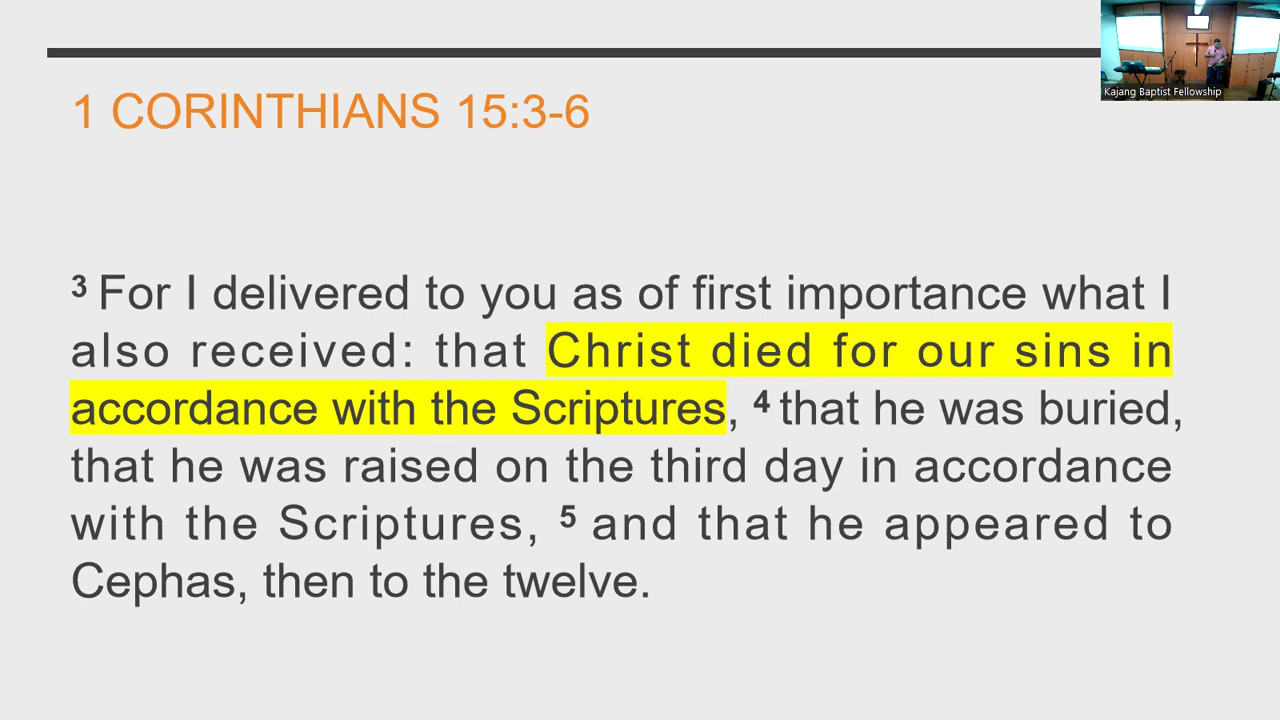 Kajang Baptist Fellowship
1 CORINTHIANS 15:3-6
3 For I delivered to you as of first importance what I
also received: that Christ died for our sins in
accordance with the Scriptures, 4 that he was buried,
that he was raised on the third day in accordance
with the Scriptures, 5 and that he appeared to
Cephas, then to the twelve.